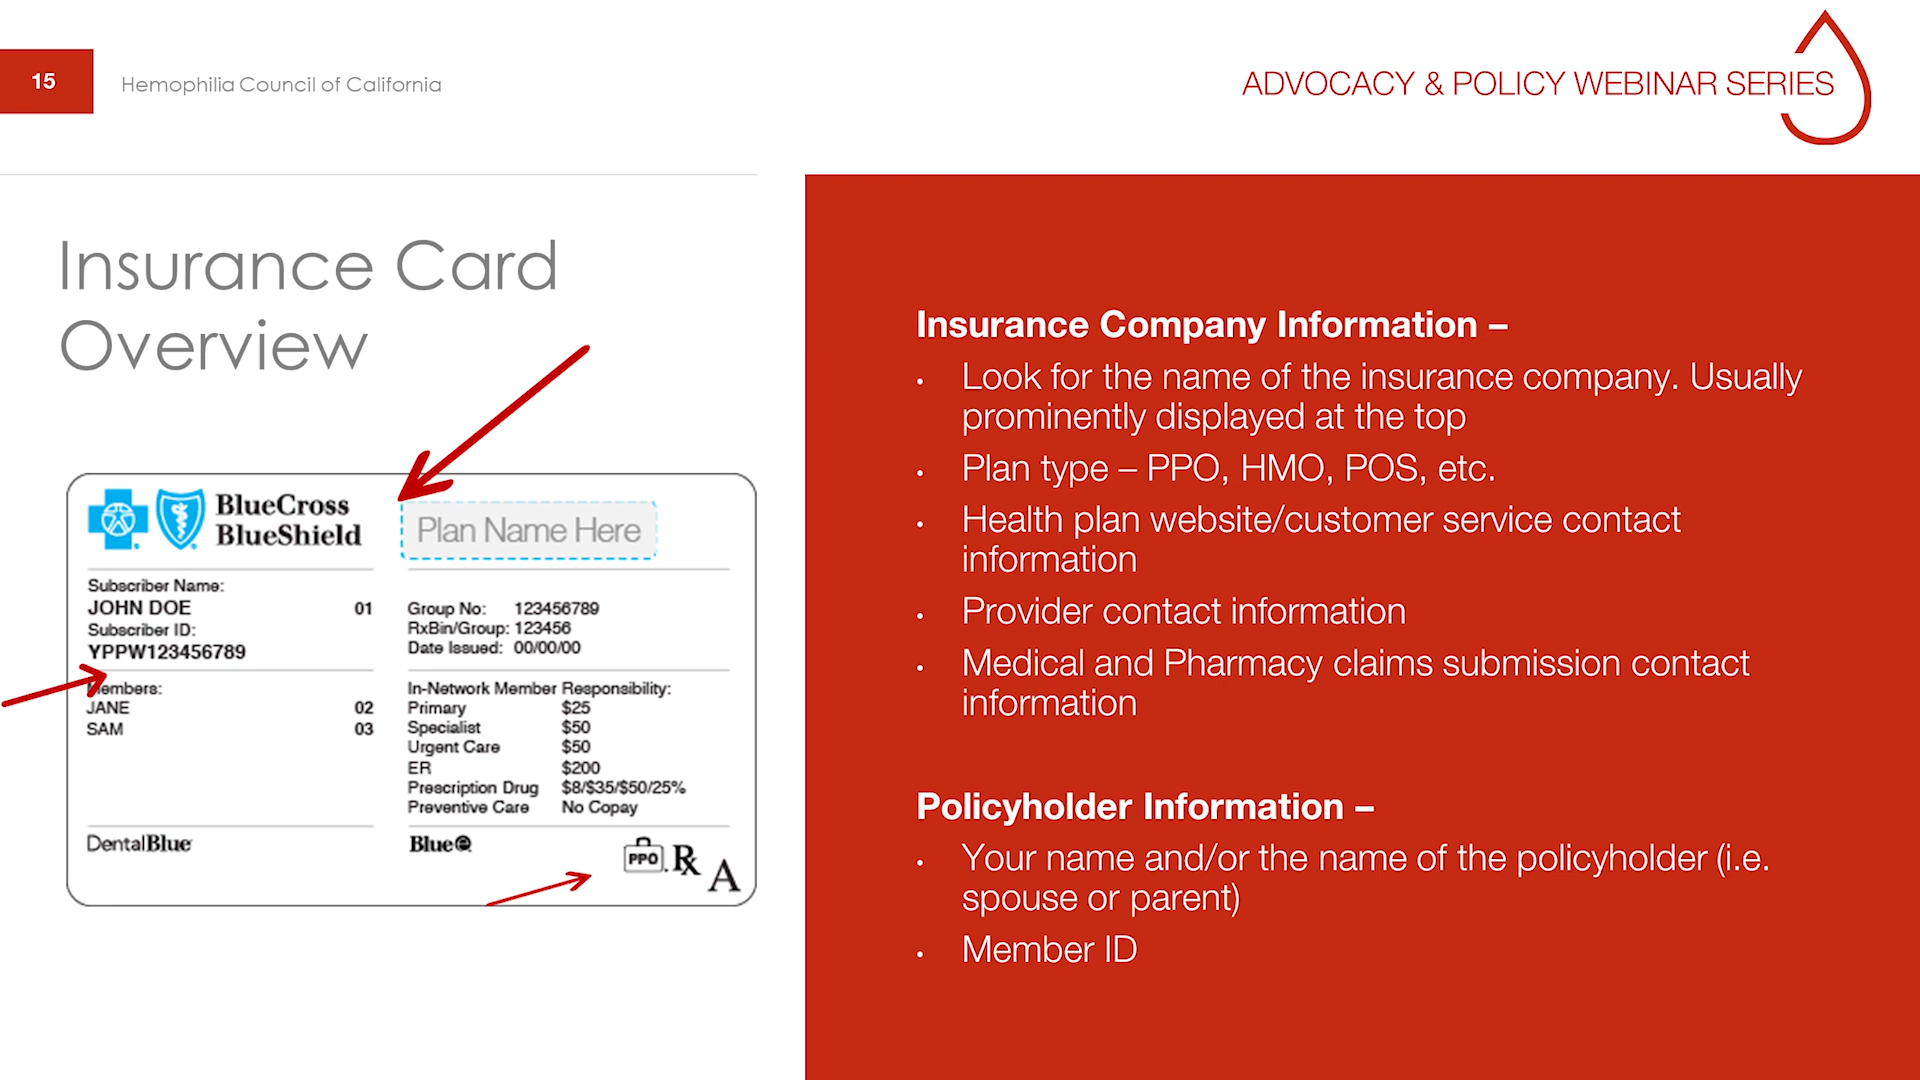 15
Hemophilia Council of California
ADVOCACY & POLICY WEBINAR SERIES
Insurance Card
Overview
BlueCross
BlueShield
Plan Name Here
Subscriber Name:
JOHN DOE 01
Subscriber ID:
YPPW123456789
Members:
JANE 02
SAM 03
Group No: 123456789
RxBin/Group: 123456
Date Issued: 00/00/00
In-Network Member Responsibility:
Primary $25
Specialist $50
Urgent Care $50
ER $200
Prescription Drug $8/$35/$50/25%
Preventive Care No Copay
DentalBlue
Blue e
PPO Rx A
Insurance Company Information –
• Look for the name of the insurance company. Usually
prominently displayed at the top
• Plan type – PPO, HMO, POS, etc.
• Health plan website/customer service contact
information
• Provider contact information
• Medical and Pharmacy claims submission contact
information
Policyholder Information –
• Your name and/or the name of the policyholder (i.e.
spouse or parent)
• Member ID